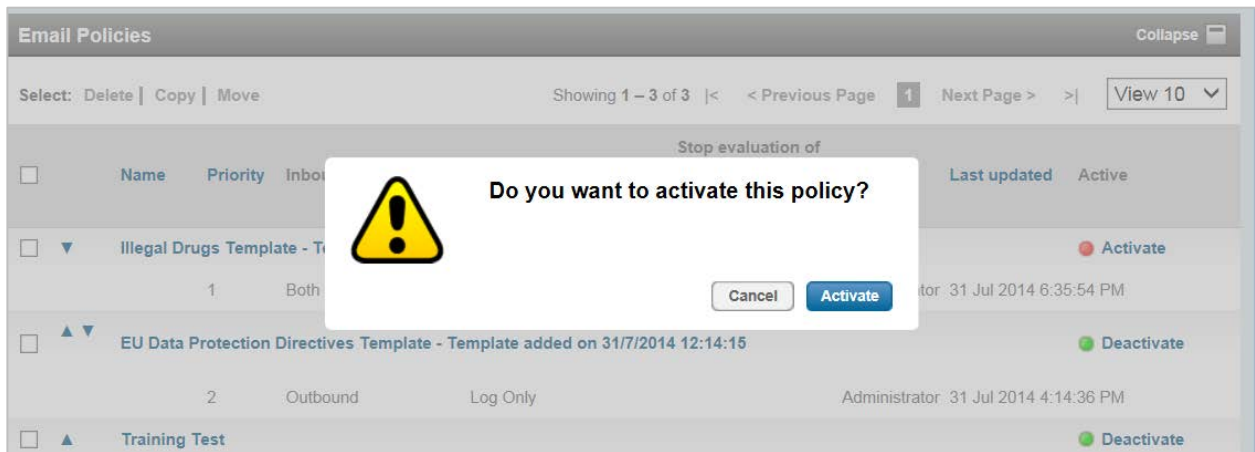 Email Policies Collapse
Select: Delete | Copy | Move Showing 1 – 3 of 3 |< < Previous Page 1 Next Page > >| View 10
Stop evaluation of
Name Priority Last updated Active
Do you want to activate this policy?
Illegal Drugs Template - Activate
Cancel Activate
1 Both 31 Jul 2014 6:35:54 PM
EU Data Protection Directives Template - Template added on 31/7/2014 12:14:15 Deactivate
2 Outbound Log Only Administrator 31 Jul 2014 4:14:36 PM
Training Test Deactivate